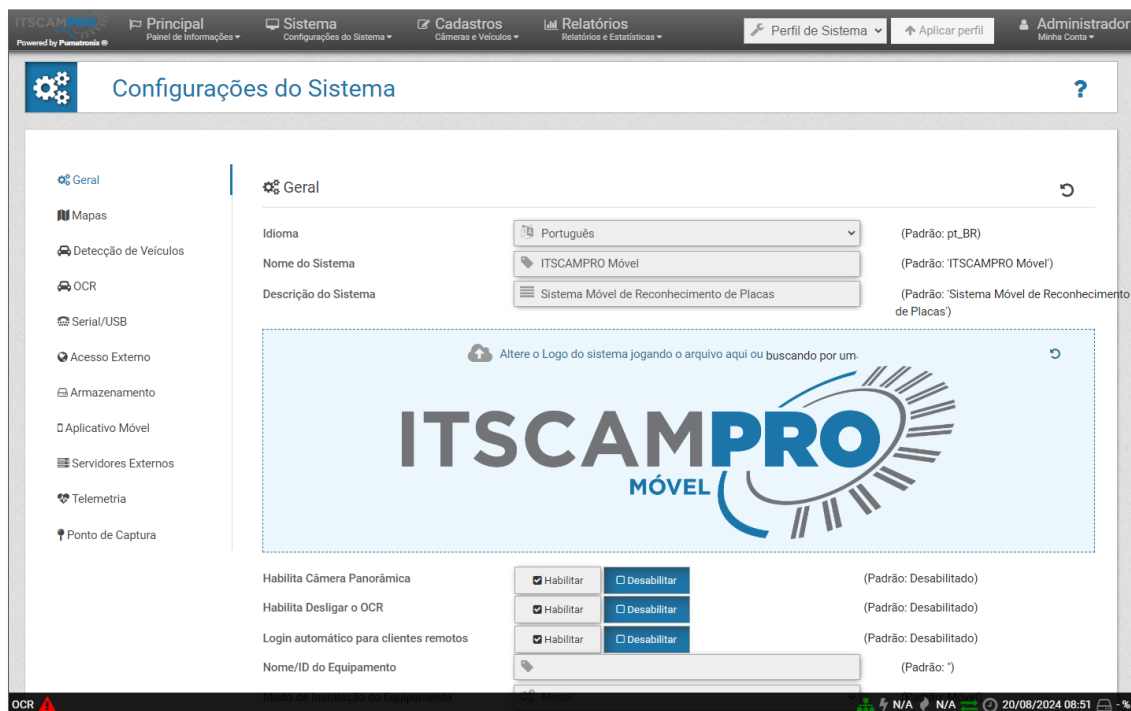 ITSCAMPRO
Powered by Pumatronix ®
Principal
Painel de Informações
Sistema
Configurações do Sistema
Cadastros
Câmeras e Veículos
Relatórios
Relatórios e Estatísticas
Perfil de Sistema
Aplicar perfil
Administrador
Minha Conta
Configurações do Sistema
?
Geral
Mapas
Detecção de Veículos
OCR
Serial/USB
Acesso Externo
Armazenamento
Aplicativo Móvel
Servidores Externos
Telemetria
Ponto de Captura
Geral
Idioma Português (Padrão: pt_BR)
Nome do Sistema ITSCAMPRO Móvel (Padrão: 'ITSCAMPRO Móvel')
Descrição do Sistema Sistema Móvel de Reconhecimento de Placas (Padrão: 'Sistema Móvel de Reconhecimento
de Placas')
Altere o Logo do sistema jogando o arquivo aqui ou buscando por um.
ITSCAMPRO
MÓVEL
Habilita Câmera Panorâmica Habilitar Desabilitar (Padrão: Desabilitado)
Habilita Desligar o OCR Habilitar Desabilitar (Padrão: Desabilitado)
Login automático para clientes remotos Habilitar Desabilitar (Padrão: Desabilitado)
Nome/ID do Equipamento (Padrão: '')
Modo de Instalação do Equipamento Móvel
OCR N/A N/A 20/08/2024 08:51 - %